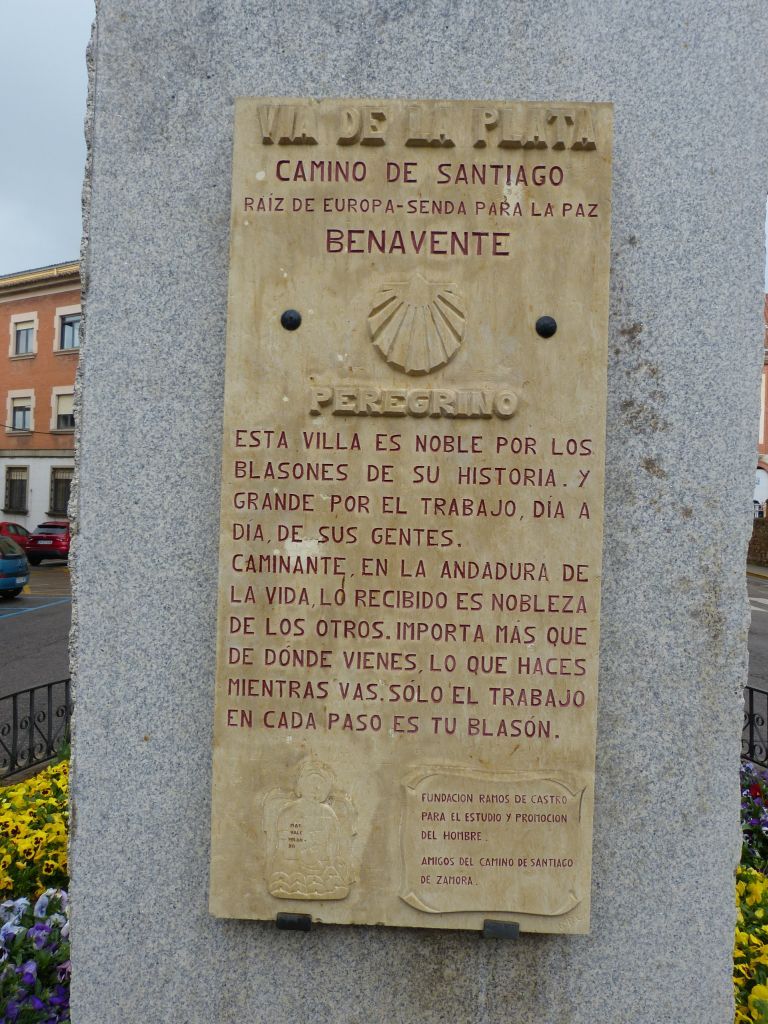 VIA DE LA PLATA
CAMINO DE SANTIAGO
RAÍZ DE EUROPA-SENDA PARA LA PAZ
BENAVENTE
PEREGRINO
ESTA VILLA ES NOBLE POR LOS
BLASONES DE SU HISTORIA. Y
GRANDE POR EL TRABAJO, DÍA A
DÍA, DE SUS GENTES.
CAMINANTE, EN LA ANDADURA DE
LA VIDA, LO RECIBIDO ES NOBLEZA
DE LOS OTROS. IMPORTA MÁS QUE
DE DÓNDE VIENES, LO QUE HACES
MIENTRAS VAS. SÓLO EL TRABAJO
EN CADA PASO ES TU BLASÓN.
MAS
VALE
FUNDACION RAMOS DE CASTRO
PARA EL ESTUDIO Y PROMOCIÓN
DEL HOMBRE.
AMIGOS DEL CAMINO DE SANTIAGO
DE ZAMORA.